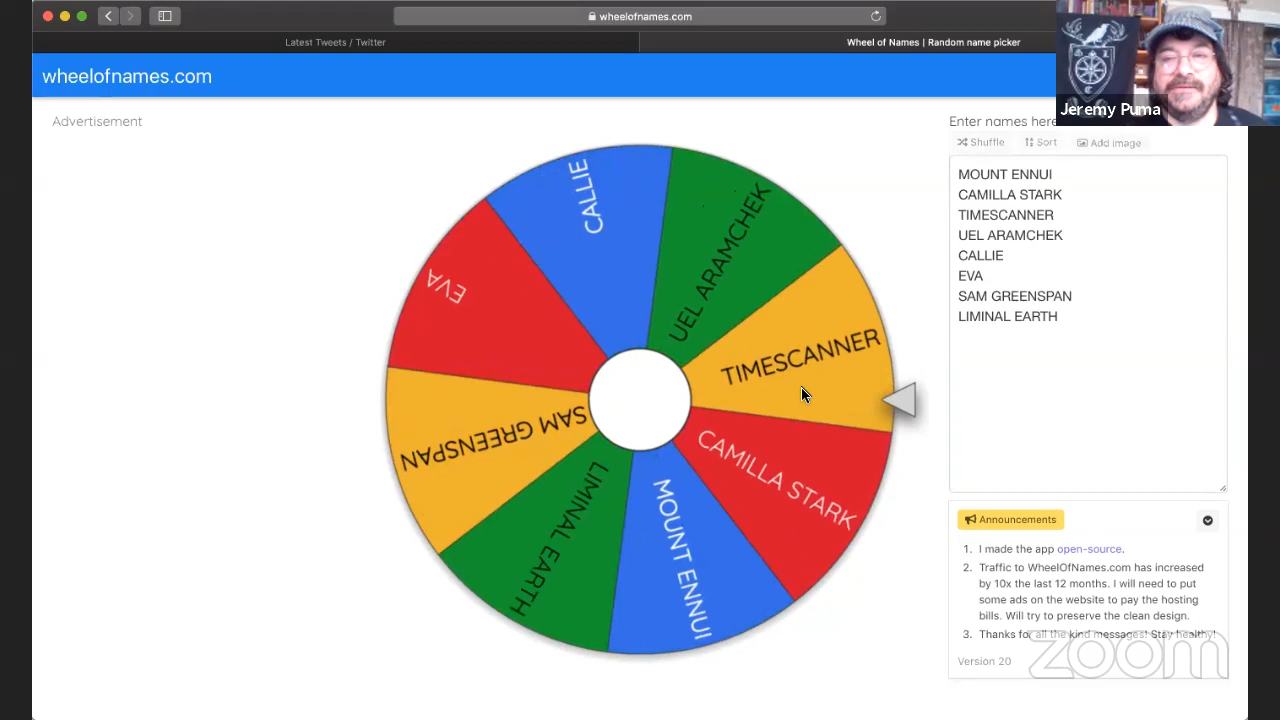 wheelofnames.com
Latest Tweets / Twitter
Wheel of Names | Random name picker
wheelofnames.com
Jeremy Puma
Advertisement
Enter names here
Shuffle
Sort
Add image
CALLIE
UEL ARAMCHEK
EVA
TIMESCANNER
SAM GREENSPAN
CAMILLA STARK
LIMINAL EARTH
MOUNT ENNUI
MOUNT ENNUI
CAMILLA STARK
TIMESCANNER
UEL ARAMCHEK
CALLIE
EVA
SAM GREENSPAN
LIMINAL EARTH
Announcements
1. I made the app open-source.
2. Traffic to WheelOfNames.com has increased
by 10x the last 12 months. I will need to put
some ads on the website to pay the hosting
bills. Will try to preserve the clean design.
3. Thanks for all the kind messages! Stay healthy!
Version 20
zoom